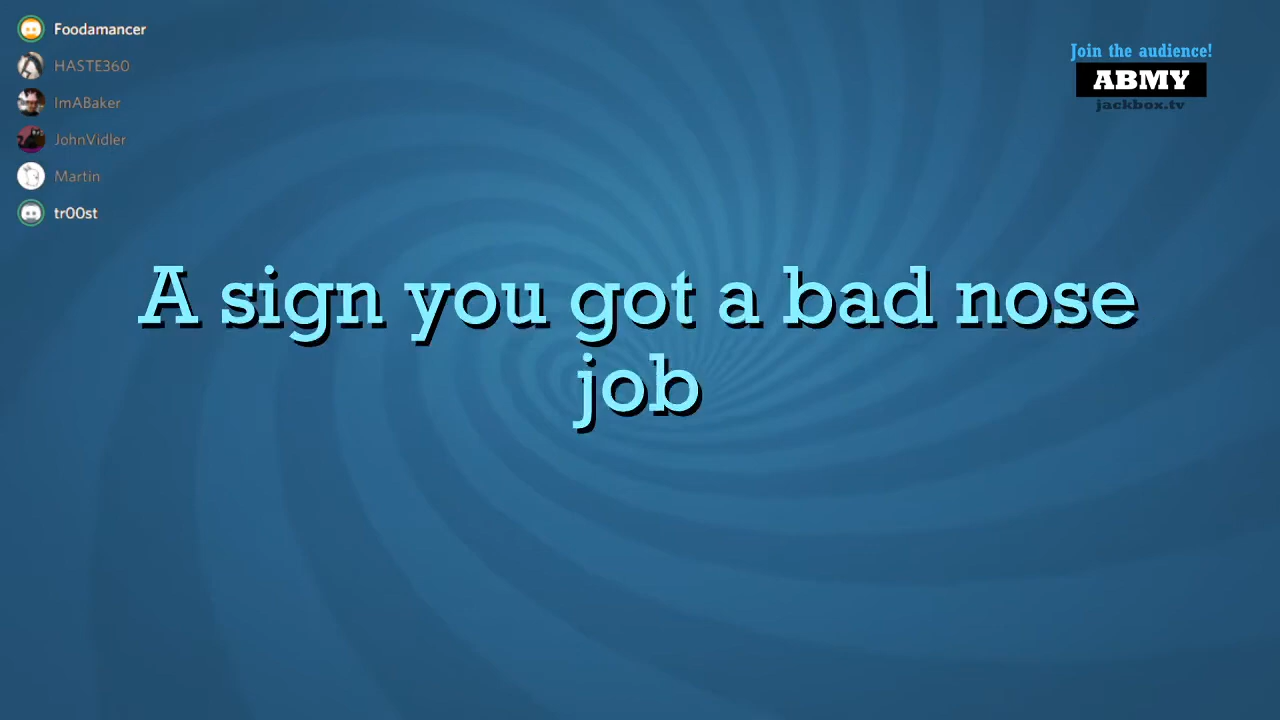 Foodamancer
HASTE360
ImABaker
JohnVidler
Martin
tr00st
Join the audience!
ABMY
jackbox.tv
A sign you got a bad nose
job